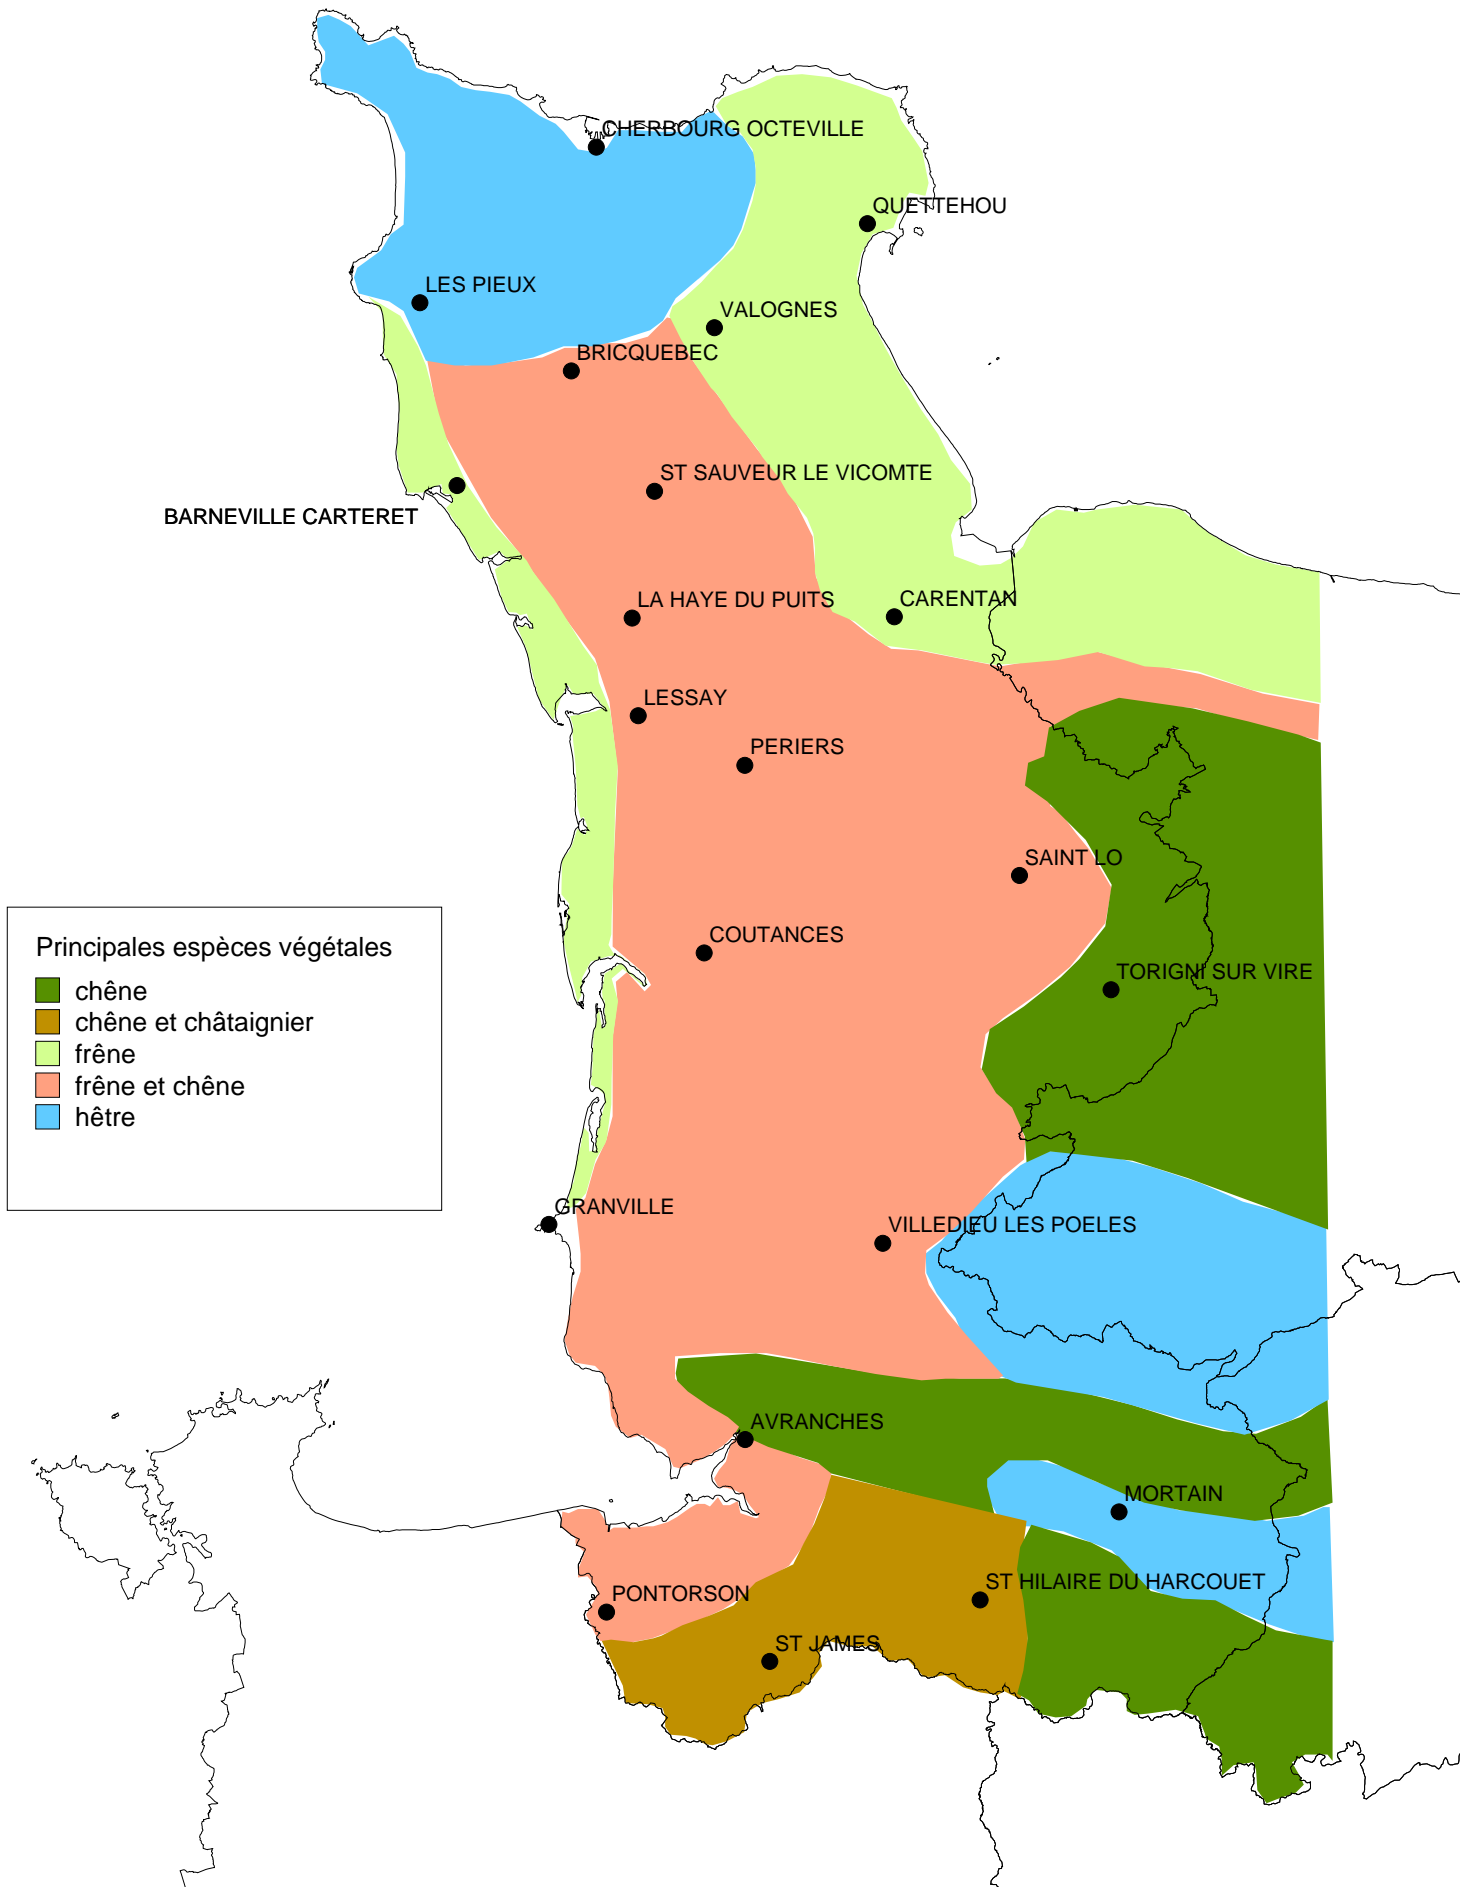 CHERBOURG OCTEVILLE
QUETTEHOU
LES PIEUX
VALOGNES
BRICQUEBEC
ST SAUVEUR LE VICOMTE
BARNEVILLE CARTERET
LA HAYE DU PUITS
CARENTAN
LESSAY
PERIERS
SAINT LO
COUTANCES
TORIGNI SUR VIRE
Principales espèces végétales
chêne
chêne et châtaignier
frêne
frêne et chêne
hêtre
GRANVILLE
VILLEDIEU LES POELES
AVRANCHES
MORTAIN
ST HILAIRE DU HARCOUET
PONTORSON
ST JAMES